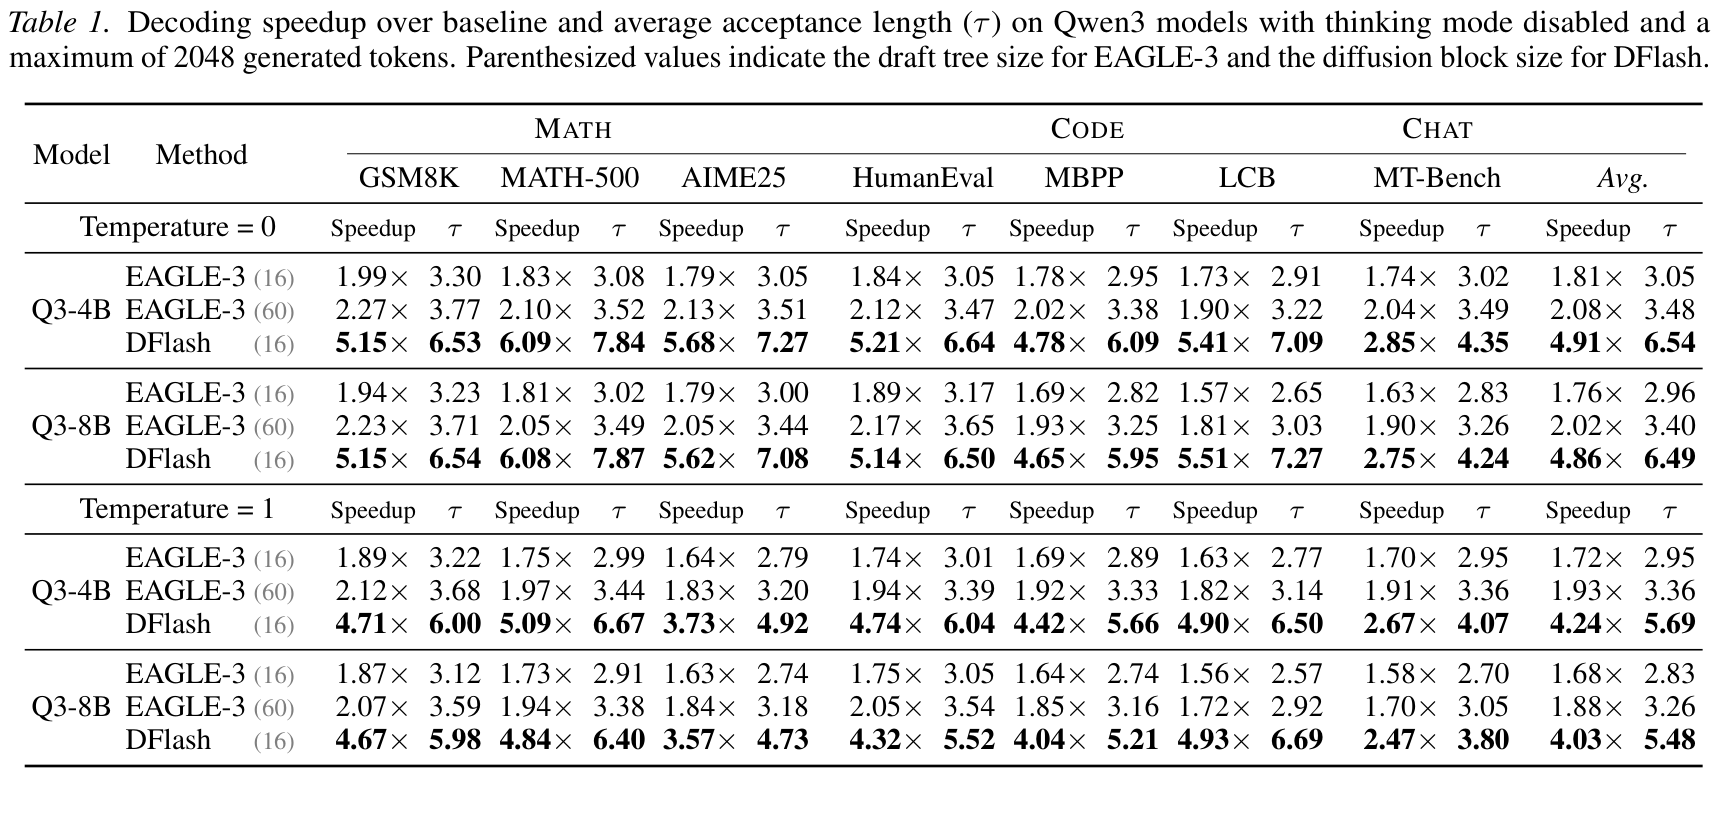 Table 1. Decoding speedup over baseline and average acceptance length (τ) on Qwen3 models with thinking mode disabled and a
maximum of 2048 generated tokens. Parenthesized values indicate the draft tree size for EAGLE-3 and the diffusion block size for DFlash.
Model Method MATH CODE CHAT
GSM8K MATH-500 AIME25 HumanEval MBPP LCB MT-Bench Avg.
Temperature = 0 Speedup τ Speedup τ Speedup τ Speedup τ Speedup τ Speedup τ Speedup τ Speedup τ
EAGLE-3 (16) 1.99× 3.30 1.83× 3.08 1.79× 3.05 1.84× 3.05 1.78× 2.95 1.73× 2.91 1.74× 3.02 1.81× 3.05
Q3-4B EAGLE-3 (60) 2.27× 3.77 2.10× 3.52 2.13× 3.51 2.12× 3.47 2.02× 3.38 1.90× 3.22 2.04× 3.49 2.08× 3.48
DFlash (16) 5.15× 6.53 6.09× 7.84 5.68× 7.27 5.21× 6.64 4.78× 6.09 5.41× 7.09 2.85× 4.35 4.91× 6.54
EAGLE-3 (16) 1.94× 3.23 1.81× 3.02 1.79× 3.00 1.89× 3.17 1.69× 2.82 1.57× 2.65 1.63× 2.83 1.76× 2.96
Q3-8B EAGLE-3 (60) 2.23× 3.71 2.05× 3.49 2.05× 3.44 2.17× 3.65 1.93× 3.25 1.81× 3.03 1.90× 3.26 2.02× 3.40
DFlash (16) 5.15× 6.54 6.08× 7.87 5.62× 7.08 5.14× 6.50 4.65× 5.95 5.51× 7.27 2.75× 4.24 4.86× 6.49
Temperature = 1 Speedup τ Speedup τ Speedup τ Speedup τ Speedup τ Speedup τ Speedup τ Speedup τ
EAGLE-3 (16) 1.89× 3.22 1.75× 2.99 1.64× 2.79 1.74× 3.01 1.69× 2.89 1.63× 2.77 1.70× 2.95 1.72× 2.95
Q3-4B EAGLE-3 (60) 2.12× 3.68 1.97× 3.44 1.83× 3.20 1.94× 3.39 1.92× 3.33 1.82× 3.14 1.91× 3.36 1.93× 3.36
DFlash (16) 4.71× 6.00 5.09× 6.67 3.73× 4.92 4.74× 6.04 4.42× 5.66 4.90× 6.50 2.67× 4.07 4.24× 5.69
EAGLE-3 (16) 1.87× 3.12 1.73× 2.91 1.63× 2.74 1.75× 3.05 1.64× 2.74 1.56× 2.57 1.58× 2.70 1.68× 2.83
Q3-8B EAGLE-3 (60) 2.07× 3.59 1.94× 3.38 1.84× 3.18 2.05× 3.54 1.85× 3.16 1.72× 2.92 1.70× 3.05 1.88× 3.26
DFlash (16) 4.67× 5.98 4.84× 6.40 3.57× 4.73 4.32× 5.52 4.04× 5.21 4.93× 6.69 2.47× 3.80 4.03× 5.48